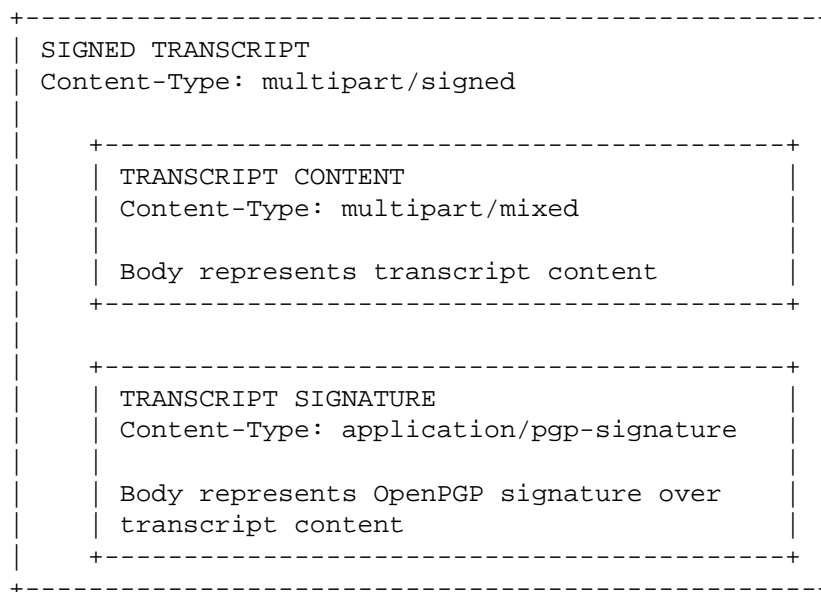 SIGNED TRANSCRIPT
Content-Type: multipart/signed
TRANSCRIPT CONTENT
Content-Type: multipart/mixed
Body represents transcript content
TRANSCRIPT SIGNATURE
Content-Type: application/pgp-signature
Body represents OpenPGP signature over
transcript content